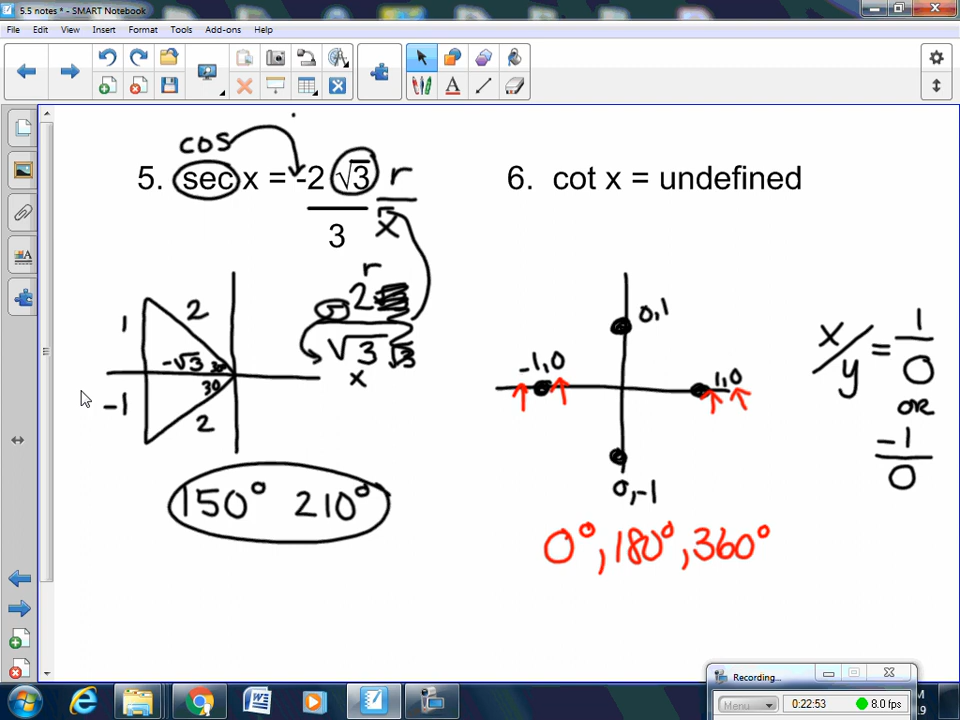 5.5 notes * - SMART Notebook
File Edit View Insert Format Tools Add-ons Help
cos
5. sec x = -2 √3 r
3 x
r
2
√3 √3
x
1 2
-√3 30
30
-1 2
150° 210°
6. cot x = undefined
0,1
-1,0 1,0
0,-1
x/y = 1/0
OR
-1/0
0°, 180°, 360°
Recording...
Menu 0:22:53 8.0 fps